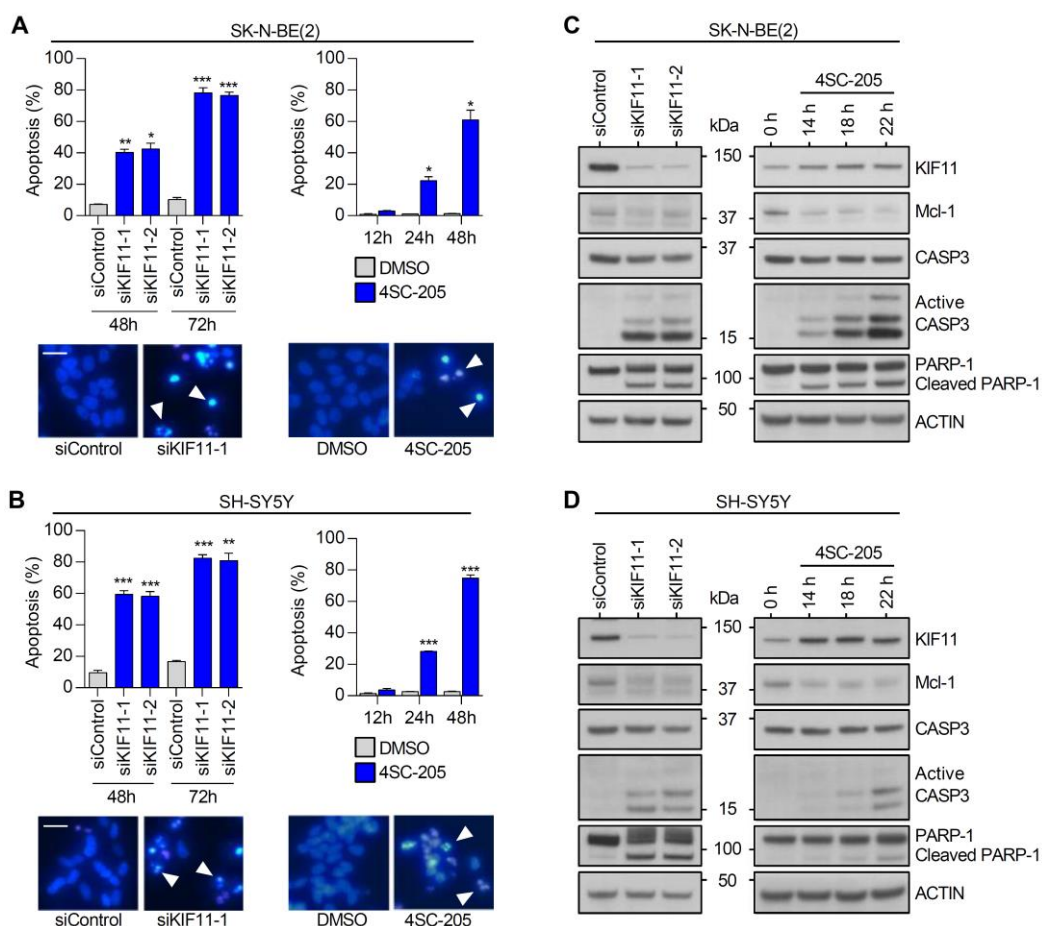 A
SK-N-BE(2)
Apoptosis (%)
100
80
60
40
20
0
** * *** ***
siControl
siKIF11-1
siKIF11-2
siControl
siKIF11-1
siKIF11-2
48h 72h
Apoptosis (%)
80
60
40
20
0
* *
12h 24h 48h
DMSO
4SC-205
siControl siKIF11-1 DMSO 4SC-205
B
SH-SY5Y
Apoptosis (%)
100
80
60
40
20
0
*** *** *** **
siControl
siKIF11-1
siKIF11-2
siControl
siKIF11-1
siKIF11-2
48h 72h
Apoptosis (%)
100
80
60
40
20
0
*** ***
12h 24h 48h
DMSO
4SC-205
siControl siKIF11-1 DMSO 4SC-205
C
SK-N-BE(2)
siControl
siKIF11-1
siKIF11-2
kDa
4SC-205
0 h
14 h
18 h
22 h
150
KIF11
Mcl-1
37
37
CASP3
Active
CASP3
15
PARP-1
100
Cleaved PARP-1
50
ACTIN
D
SH-SY5Y
siControl
siKIF11-1
siKIF11-2
kDa
4SC-205
0 h
14 h
18 h
22 h
150
KIF11
Mcl-1
37
37
CASP3
Active
CASP3
15
PARP-1
100
Cleaved PARP-1
50
ACTIN